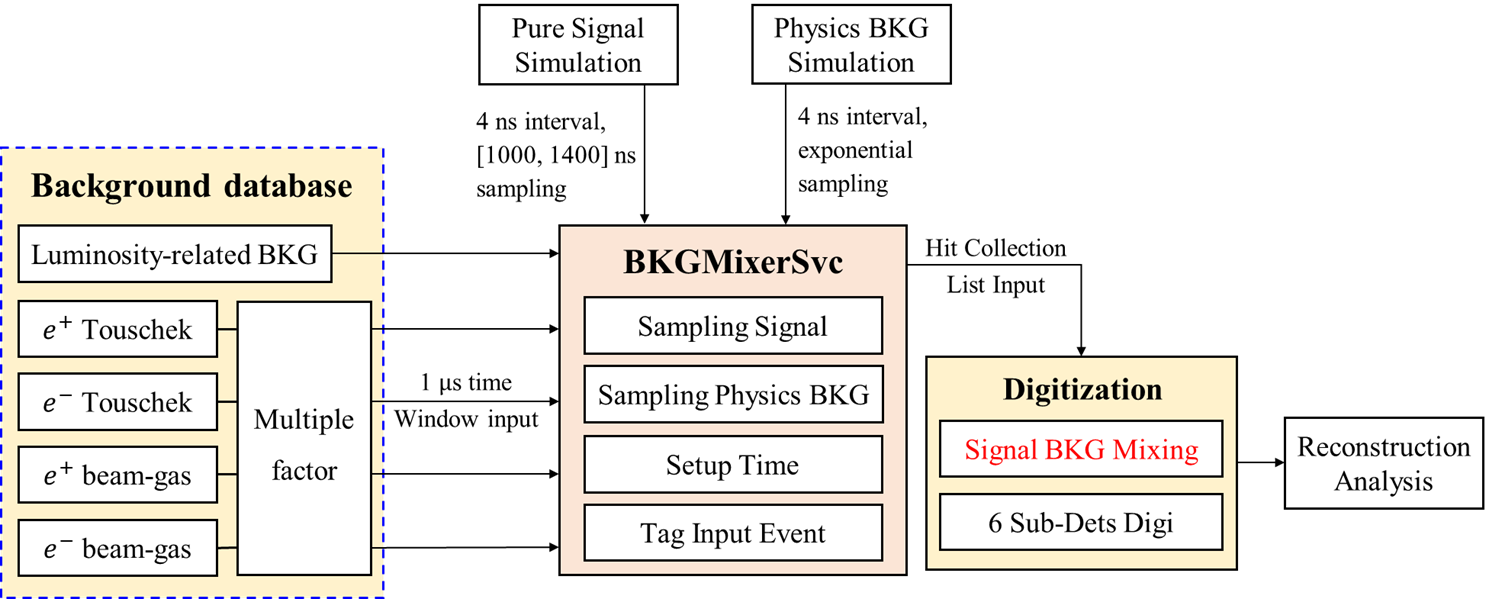 Pure Signal
Simulation
Physics BKG
Simulation
4 ns interval,
[1000, 1400] ns
sampling
4 ns interval,
exponential
sampling
Background database
Luminosity-related BKG
e⁺ Touschek
e⁻ Touschek
e⁺ beam-gas
e⁻ beam-gas
Multiple
factor
1 μs time
Window input
BKGMixerSvc
Sampling Signal
Sampling Physics BKG
Setup Time
Tag Input Event
Hit Collection
List Input
Digitization
Signal BKG Mixing
6 Sub-Dets Digi
Reconstruction
Analysis